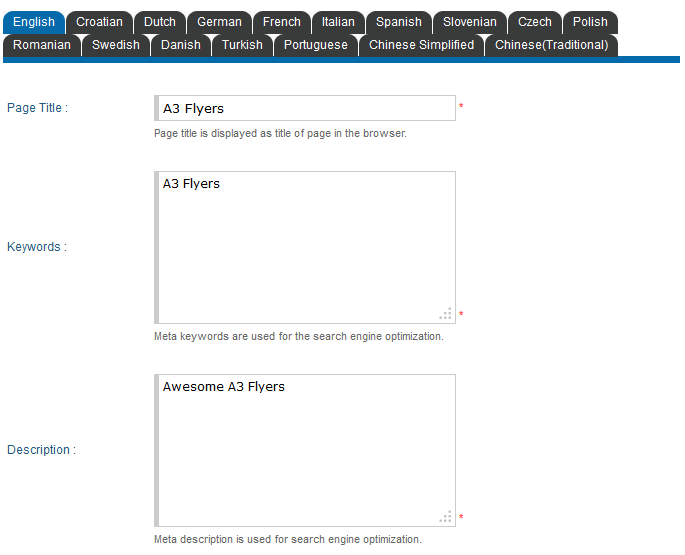 English Croatian Dutch German French Italian Spanish Slovenian Czech Polish
Romanian Swedish Danish Turkish Portuguese Chinese Simplified Chinese(Traditional)
Page Title : A3 Flyers *
Page title is displayed as title of page in the browser.
A3 Flyers
Keywords :
*
Meta keywords are used for the search engine optimization.
Awesome A3 Flyers
Description :
*
Meta description is used for search engine optimization.